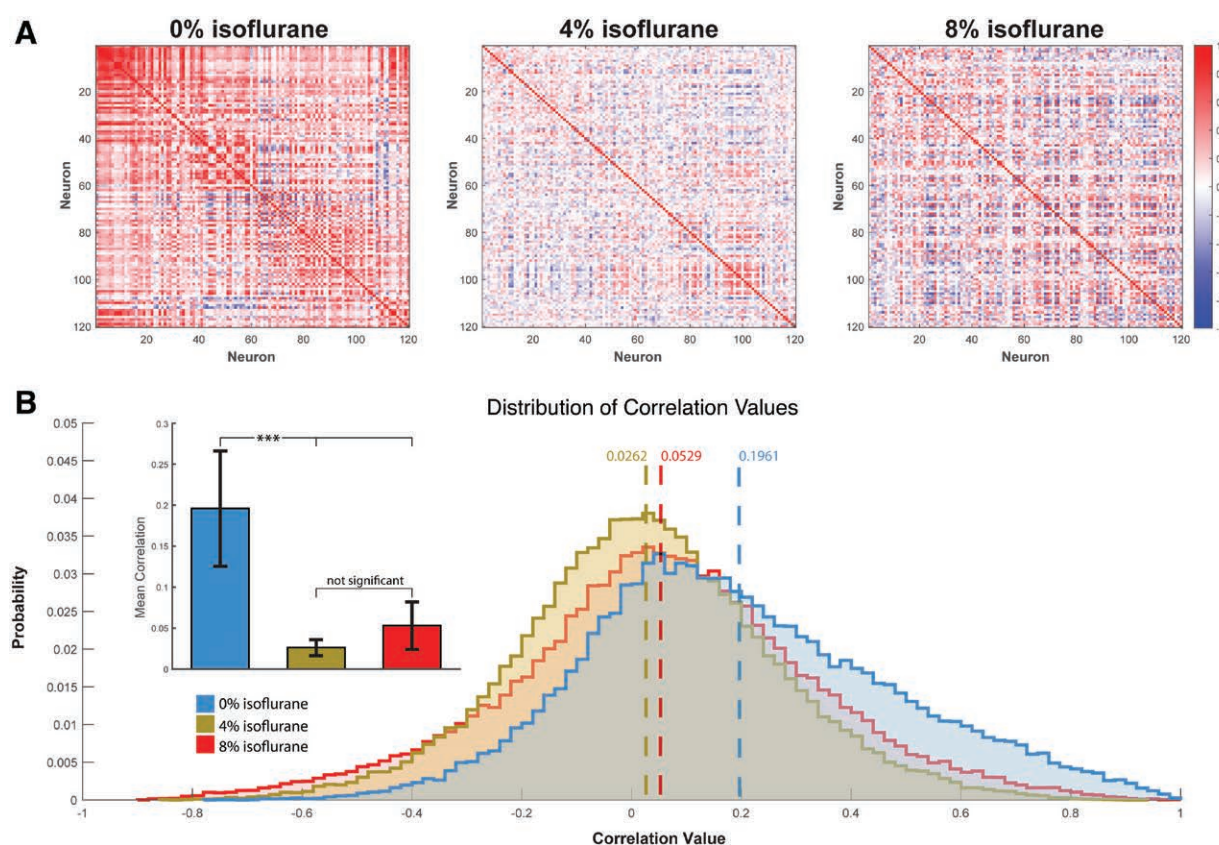 A
0% isoflurane
4% isoflurane
8% isoflurane
20
40
60
80
100
120
Neuron
20 40 60 80 100 120
Neuron
20
40
60
80
100
120
Neuron
20 40 60 80 100 120
Neuron
20
40
60
80
100
120
Neuron
20 40 60 80 100 120
Neuron
B
Distribution of Correlation Values
0.05
0.045
0.04
0.035
0.03
0.025
0.02
0.015
0.01
0.005
0
Probability
0.3
0.25
0.2
0.15
0.1
0.05
0
Mean Correlation
***
not significant
0% isoflurane
4% isoflurane
8% isoflurane
0.0262
0.0529
0.1961
-1 -0.8 -0.6 -0.4 -0.2 0 0.2 0.4 0.6 0.8 1
Correlation Value